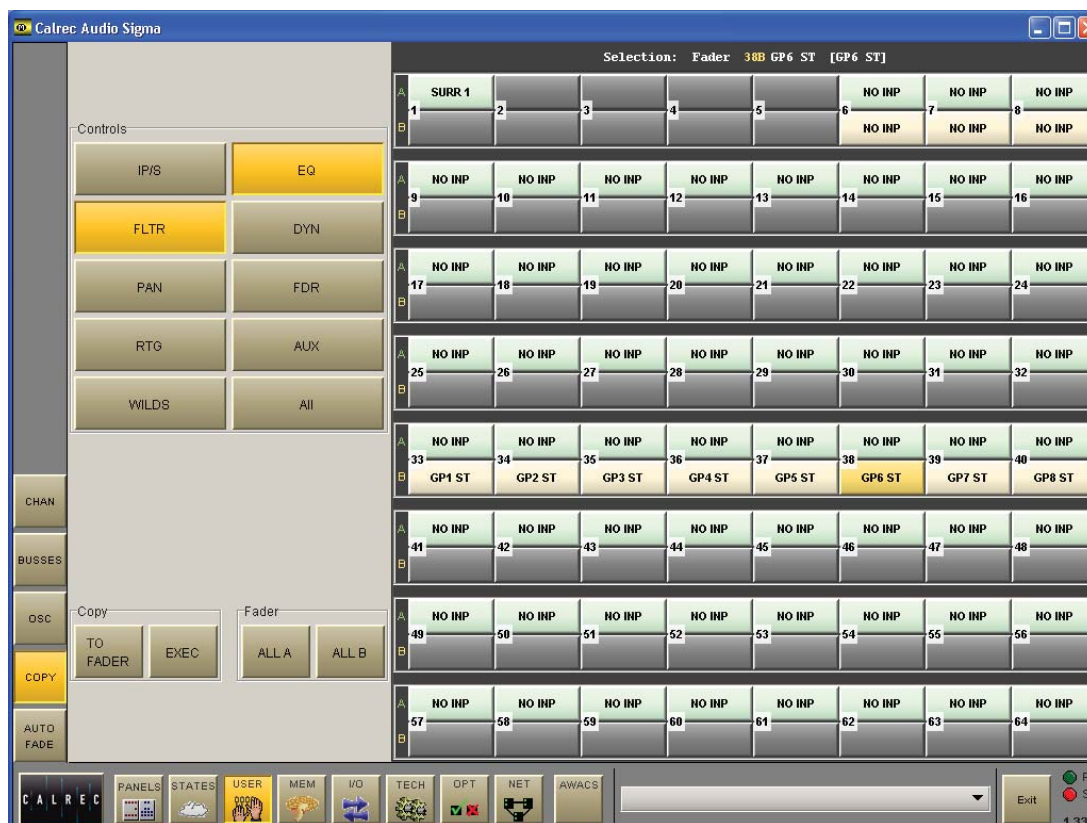 Calrec Audio Sigma
Selection: Fader 38B GP6 ST [GP6 ST]
Controls
IP/S EQ
FLTR DYN
PAN FDR
RTG AUX
WILDS All
CHAN
BUSSES
OSC
COPY
AUTO FADE
Copy
TO FADER EXEC
Fader
ALL A ALL B
A SURR 1 NO INP NO INP NO INP
1 2 3 4 5 6 7 8
B NO INP NO INP NO INP
A NO INP NO INP NO INP NO INP NO INP NO INP NO INP NO INP
9 10 11 12 13 14 15 16
B
A NO INP NO INP NO INP NO INP NO INP NO INP NO INP NO INP
17 18 19 20 21 22 23 24
B
A NO INP NO INP NO INP NO INP NO INP NO INP NO INP NO INP
25 26 27 28 29 30 31 32
B
A NO INP NO INP NO INP NO INP NO INP NO INP NO INP NO INP
33 34 35 36 37 38 39 40
B GP1 ST GP2 ST GP3 ST GP4 ST GP5 ST GP6 ST GP7 ST GP8 ST
A NO INP NO INP NO INP NO INP NO INP NO INP NO INP NO INP
41 42 43 44 45 46 47 48
B
A NO INP NO INP NO INP NO INP NO INP NO INP NO INP NO INP
49 50 51 52 53 54 55 56
B
A NO INP NO INP NO INP NO INP NO INP NO INP NO INP NO INP
57 58 59 60 61 62 63 64
B
CALREC PANELS STATES USER MEM I/O TECH OPT NET AWACS Exit